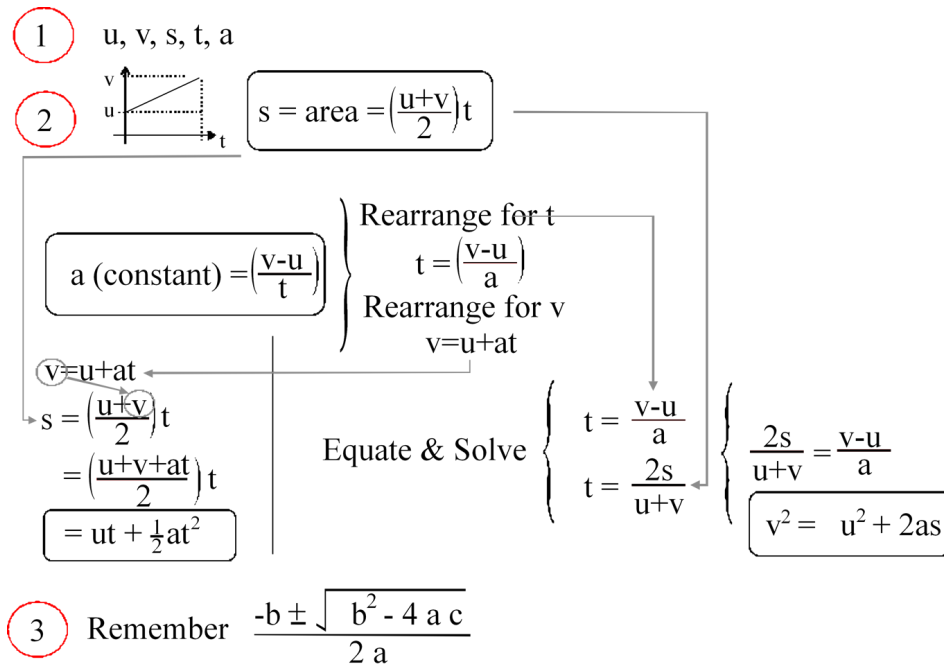 1 u, v, s, t, a
2 v u t s = area = (u+v/2)t
a (constant) = (v-u/t)
Rearrange for t
t = (v-u/a)
Rearrange for v
v=u+at
v=u+at
s = (u+v/2)t
= (u+v+at/2)t
= ut + ½at²
Equate & Solve
t = v-u/a
t = 2s/u+v
2s/u+v = v-u/a
v² = u² + 2as
3 Remember -b ± √b² - 4 a c / 2 a